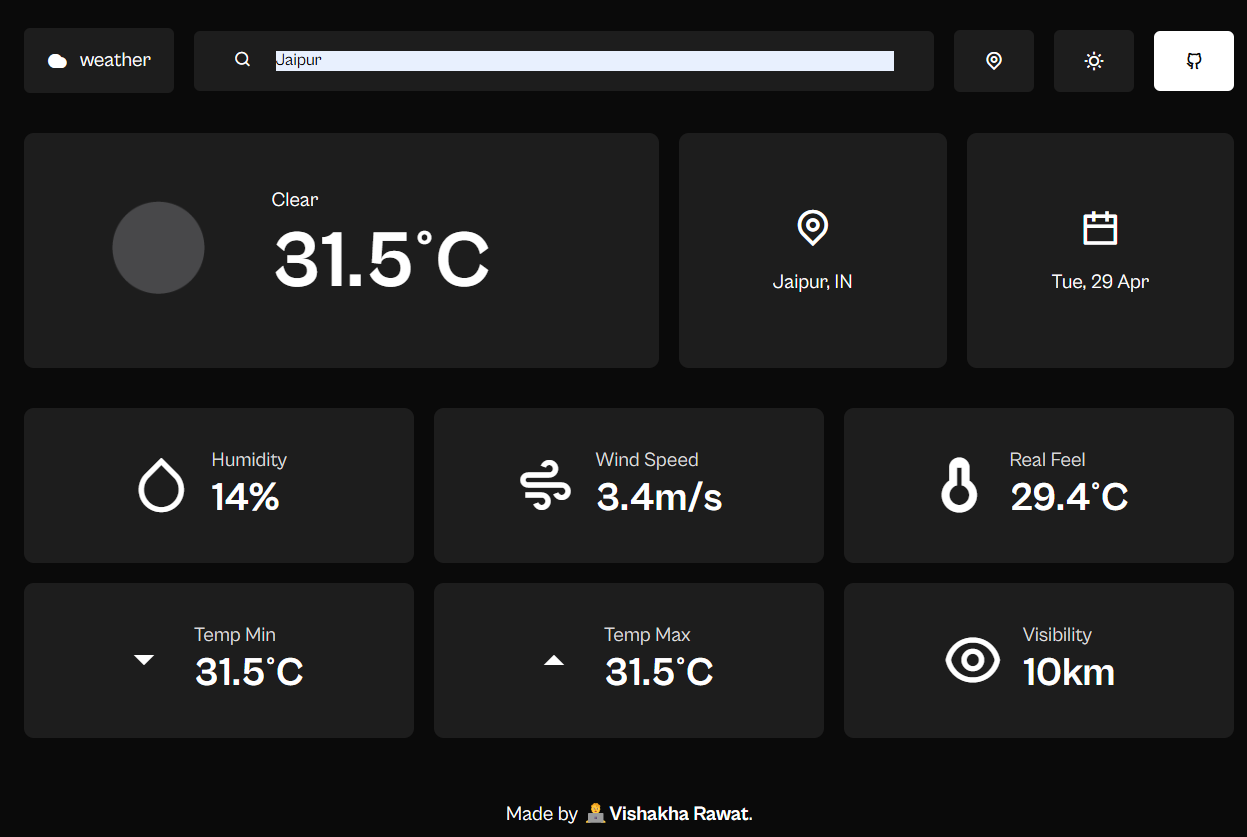 weather
Jaipur
Clear
31.5°C
Jaipur, IN
Tue, 29 Apr
Humidity
14%
Wind Speed
3.4m/s
Real Feel
29.4°C
Temp Min
31.5°C
Temp Max
31.5°C
Visibility
10km
Made by 👩‍💻 Vishakha Rawat.